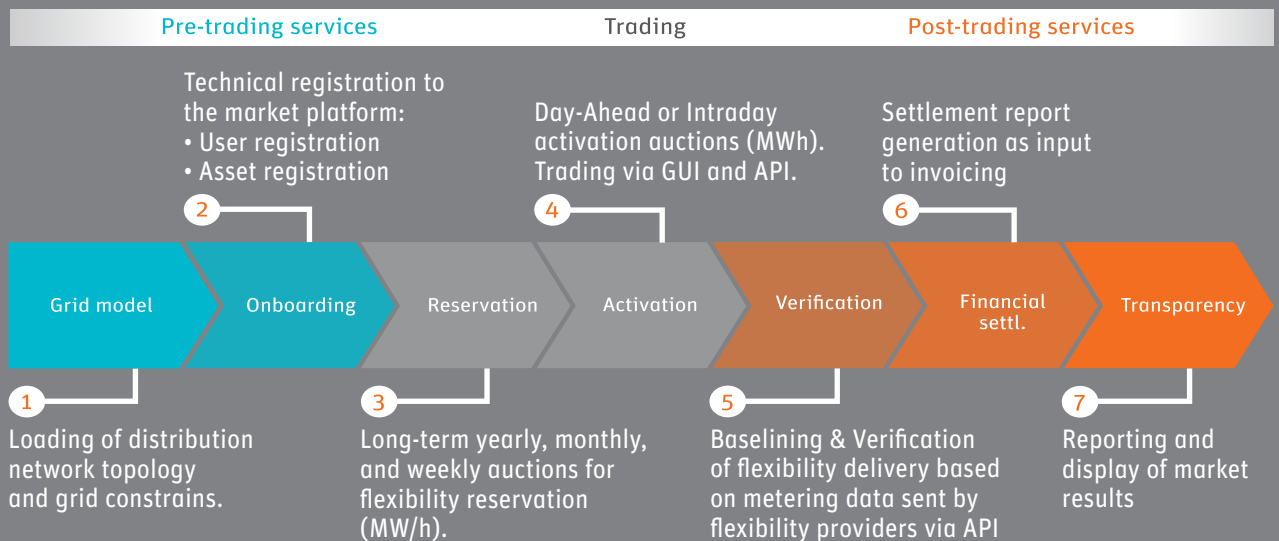 Pre-trading services
Trading
Post-trading services
Technical registration to
the market platform:
• User registration
• Asset registration
2
Day-Ahead or Intraday
activation auctions (MWh).
Trading via GUI and API.
4
Settlement report
generation as input
to invoicing
6
Grid model
Onboarding
Reservation
Activation
Verification
Financial
settl.
Transparency
1
Loading of distribution
network topology
and grid constrains.
3
Long-term yearly, monthly,
and weekly auctions for
flexibility reservation
(MW/h).
5
Baselining & Verification
of flexibility delivery based
on metering data sent by
flexibility providers via API
7
Reporting and
display of market
results